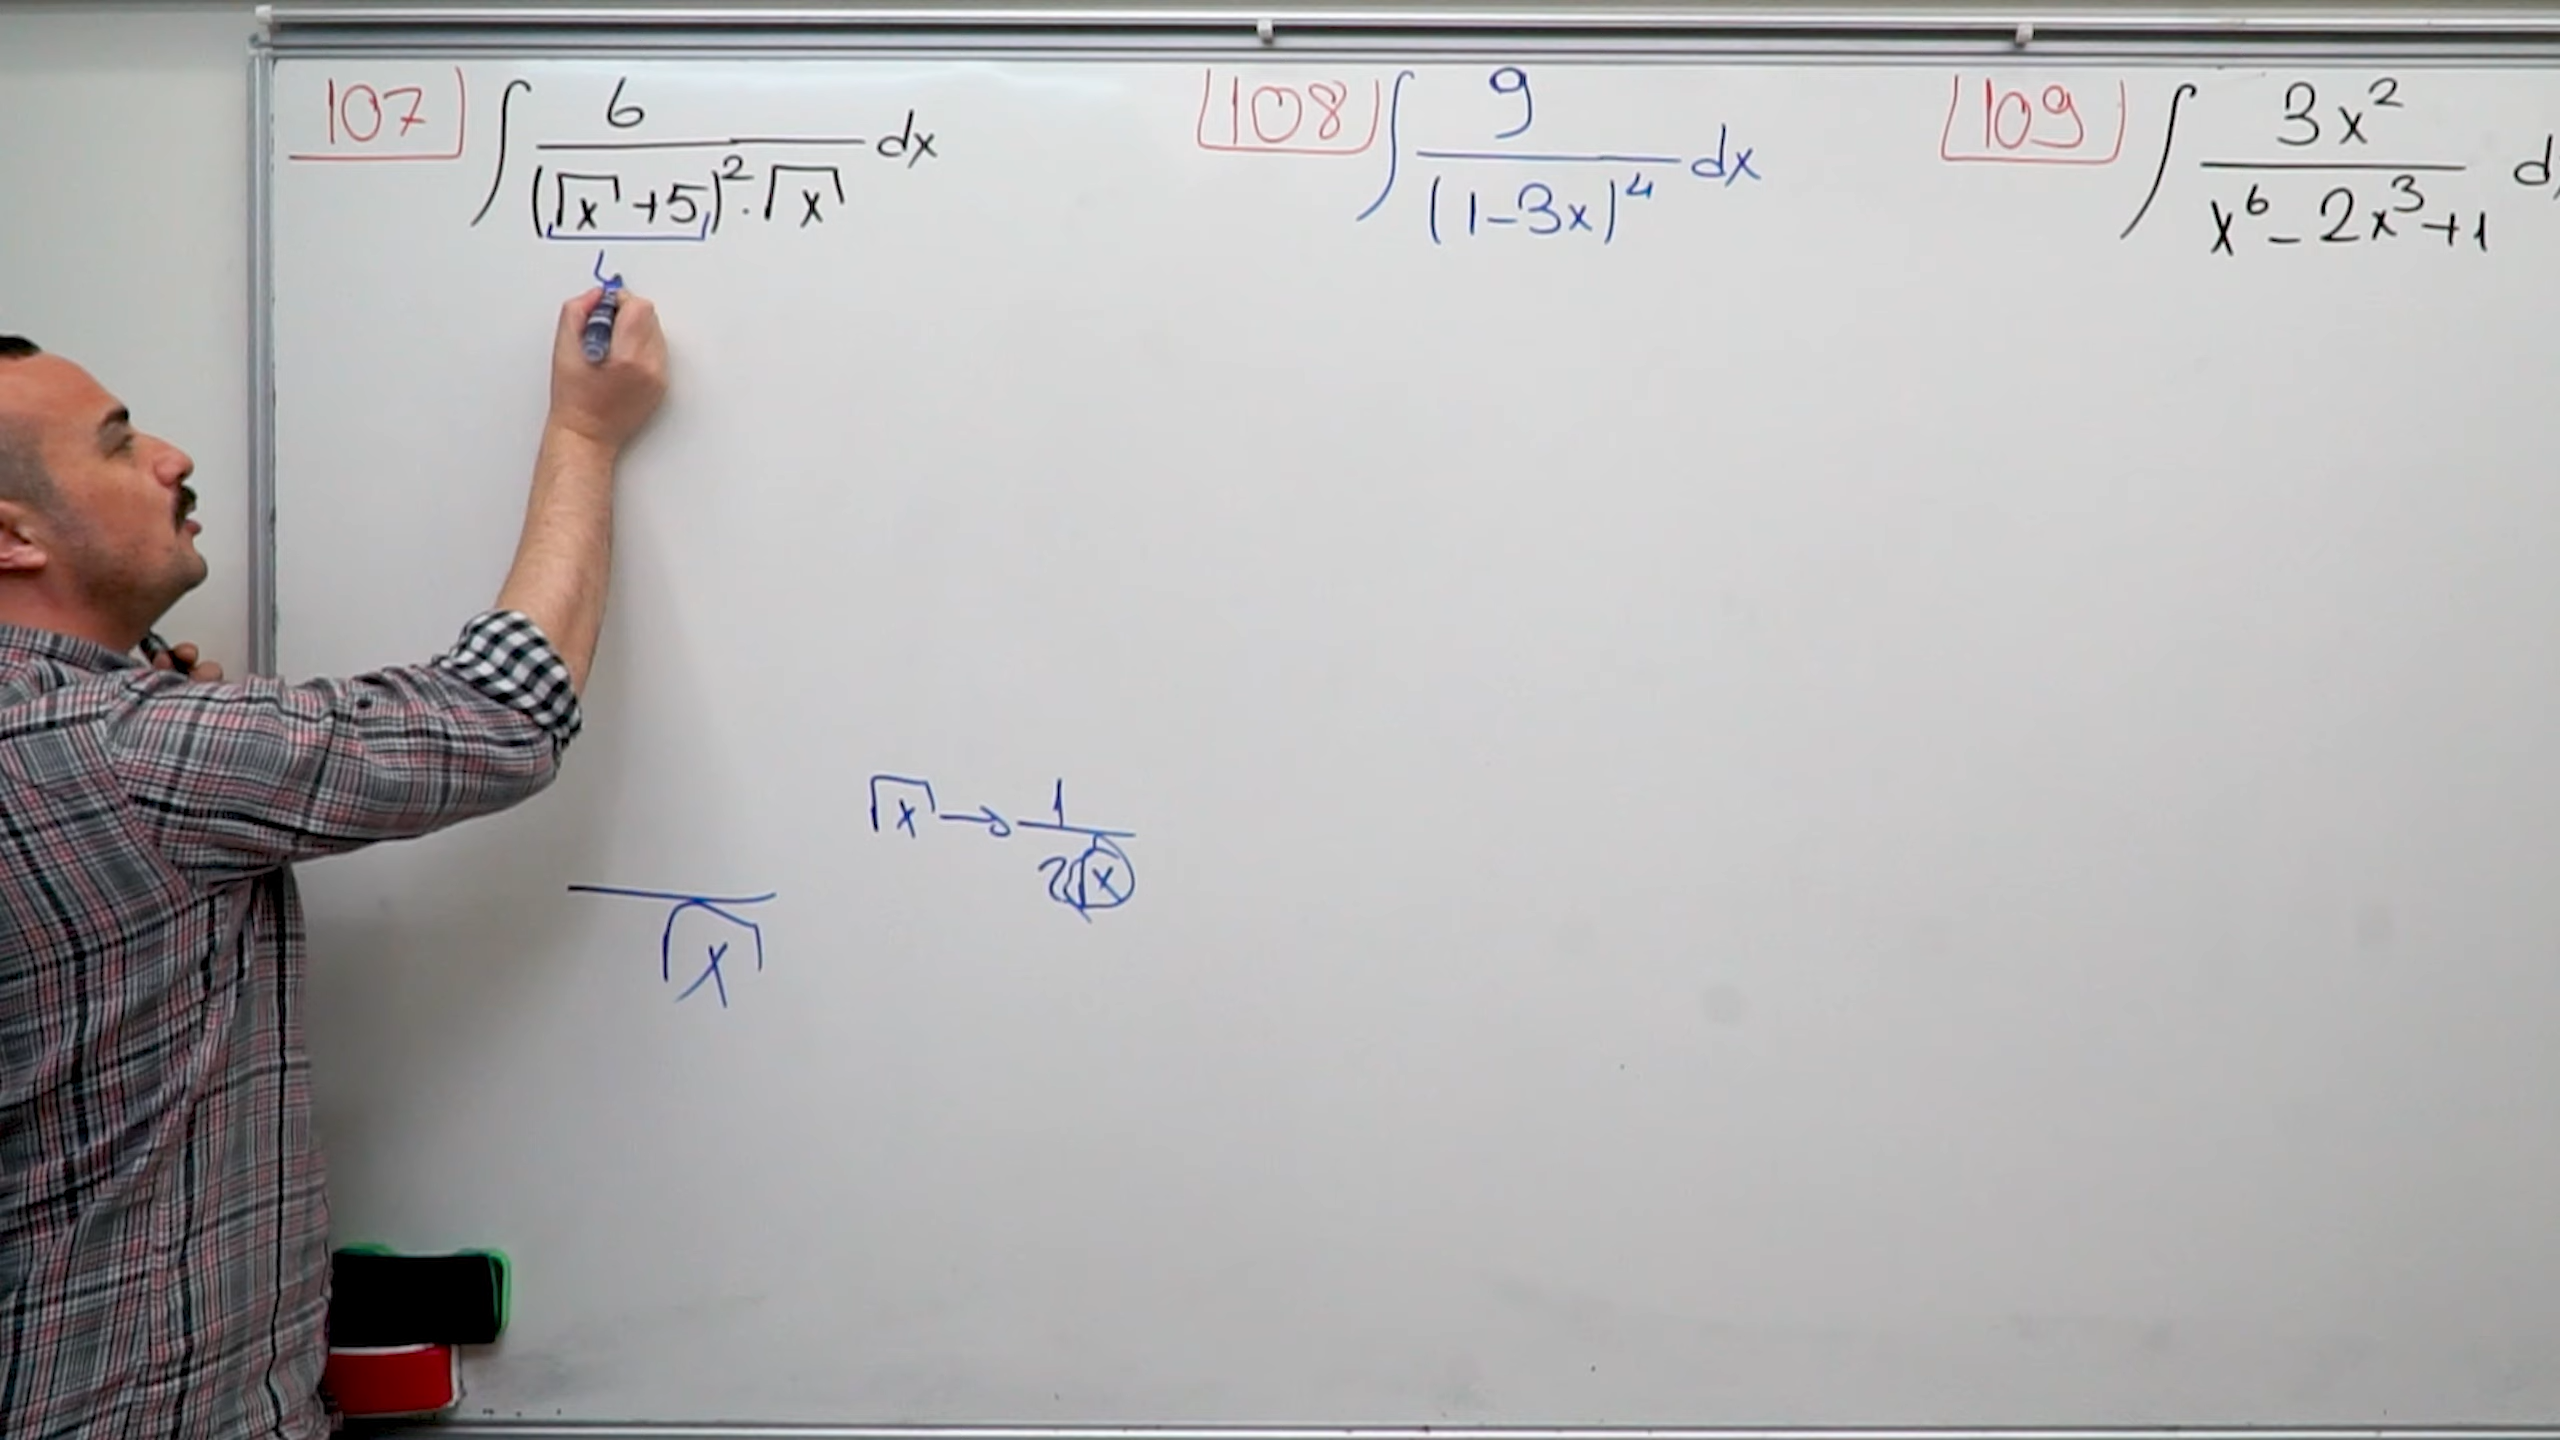 107 ∫ 6/((√x+5)²·√x) dx
108 ∫ 9/(1-3x)⁴ dx
109 ∫ 3x²/(x⁶-2x³+1) d
√x → 1/(2√x)
√x